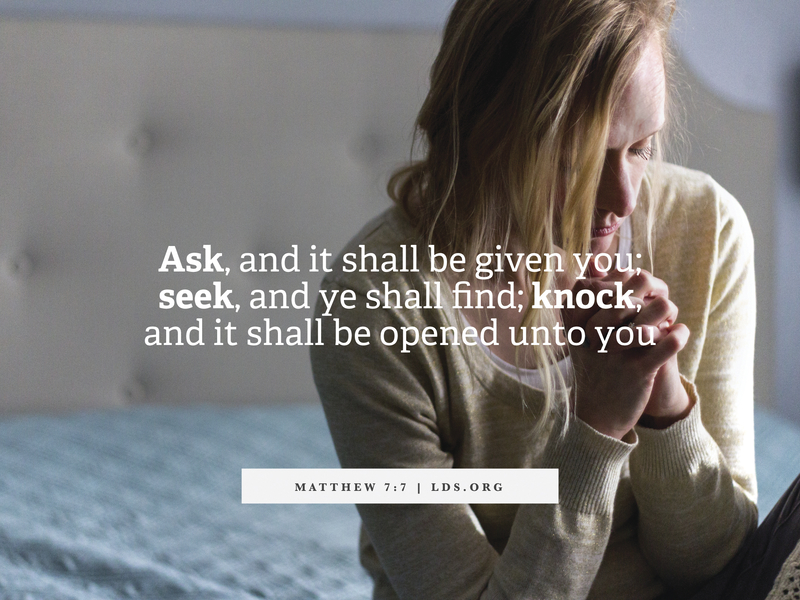 Ask, and it shall be given you;
seek, and ye shall find; knock,
and it shall be opened unto you
MATTHEW 7:7 | LDS.ORG